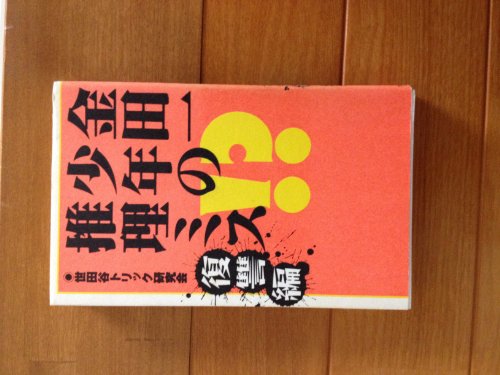 金田一
少年の
推理ミス
!?
復讐編
●世田谷トリック研究会